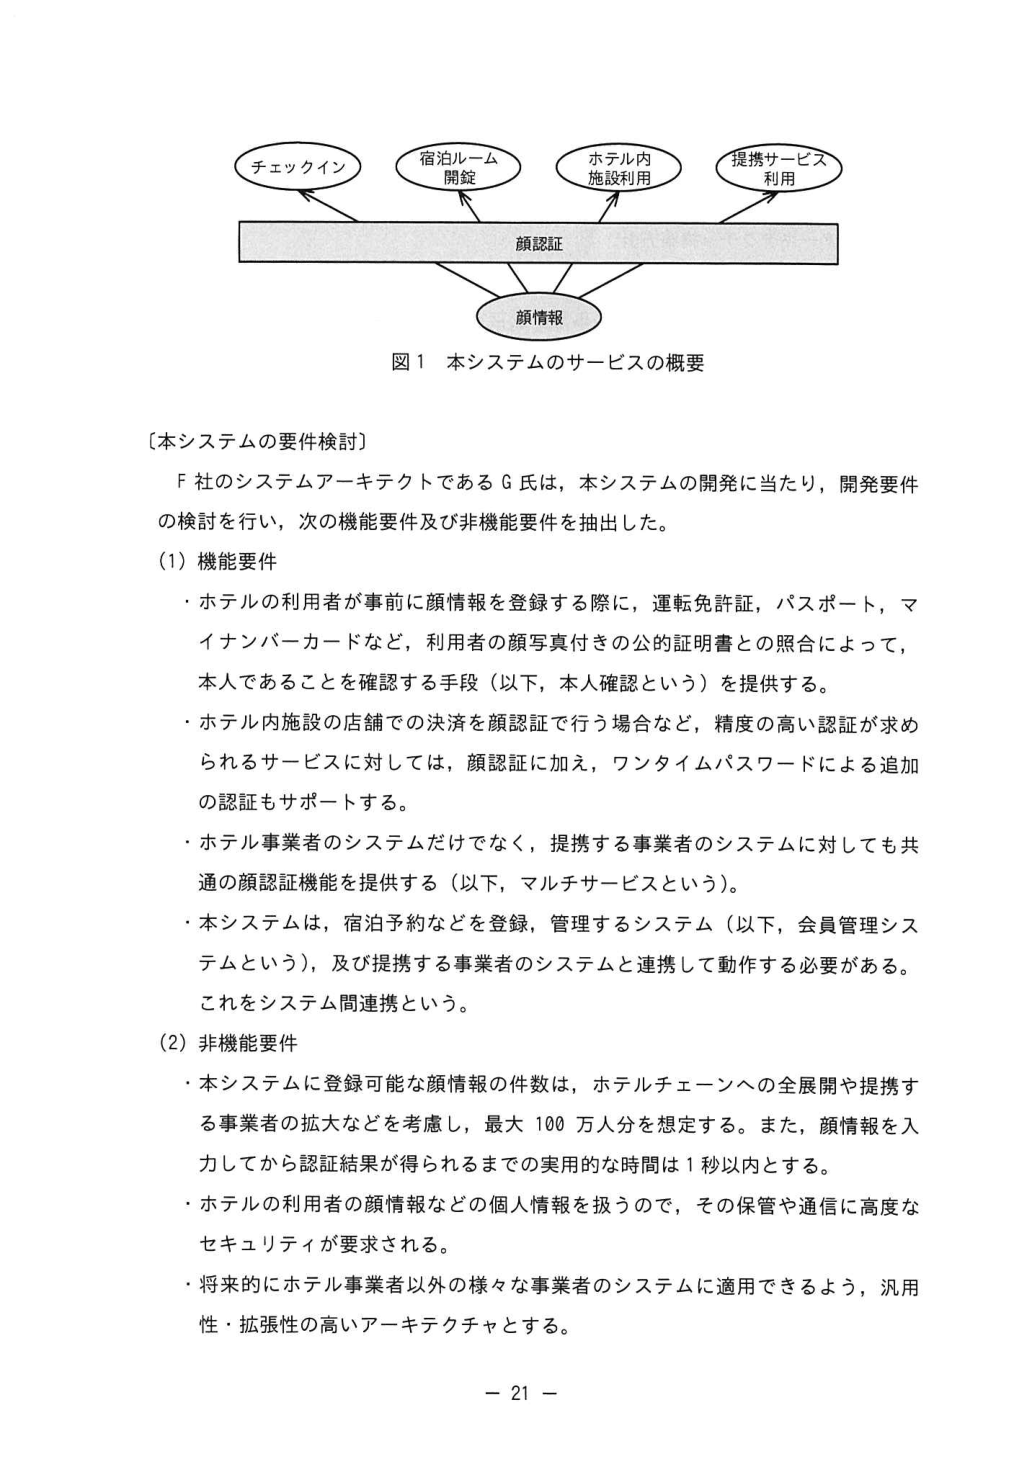 チェックイン
宿泊ルーム
開錠
ホテル内
施設利用
提携サービス
利用
顔認証
顔情報
図1 本システムのサービスの概要
〔本システムの要件検討〕
F 社のシステムアーキテクトである G 氏は，本システムの開発に当たり，開発要件
の検討を行い，次の機能要件及び非機能要件を抽出した。
(1) 機能要件
・ホテルの利用者が事前に顔情報を登録する際に，運転免許証，パスポート，マ
イナンバーカードなど，利用者の顔写真付きの公的証明書との照合によって，
本人であることを確認する手段（以下，本人確認という）を提供する。
・ホテル内施設の店舗での決済を顔認証で行う場合など，精度の高い認証が求め
られるサービスに対しては，顔認証に加え，ワンタイムパスワードによる追加
の認証もサポートする。
・ホテル事業者のシステムだけでなく，提携する事業者のシステムに対しても共
通の顔認証機能を提供する（以下，マルチサービスという）。
・本システムは，宿泊予約などを登録，管理するシステム（以下，会員管理シス
テムという），及び提携する事業者のシステムと連携して動作する必要がある。
これをシステム間連携という。
(2) 非機能要件
・本システムに登録可能な顔情報の件数は，ホテルチェーンへの全展開や提携す
る事業者の拡大などを考慮し，最大 100 万人分を想定する。また，顔情報を入
力してから認証結果が得られるまでの実用的な時間は 1 秒以内とする。
・ホテルの利用者の顔情報などの個人情報を扱うので，その保管や通信に高度な
セキュリティが要求される。
・将来的にホテル事業者以外の様々な事業者のシステムに適用できるよう，汎用
性・拡張性の高いアーキテクチャとする。
－ 21 －